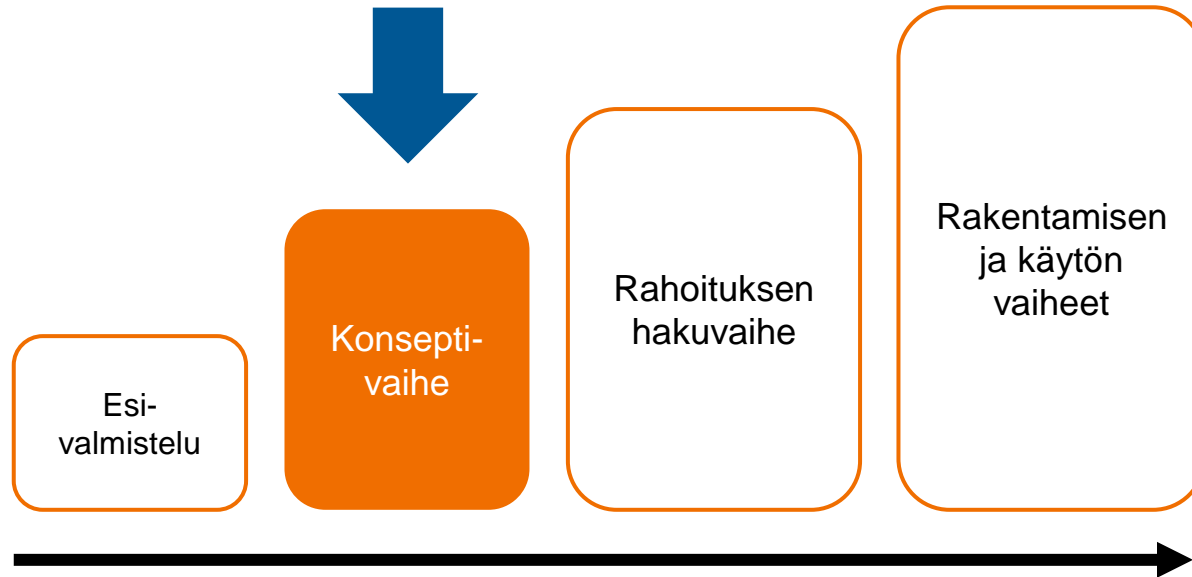 Esi-
valmistelu
Konsepti-
vaihe
Rahoituksen
hakuvaihe
Rakentamisen
ja käytön
vaiheet